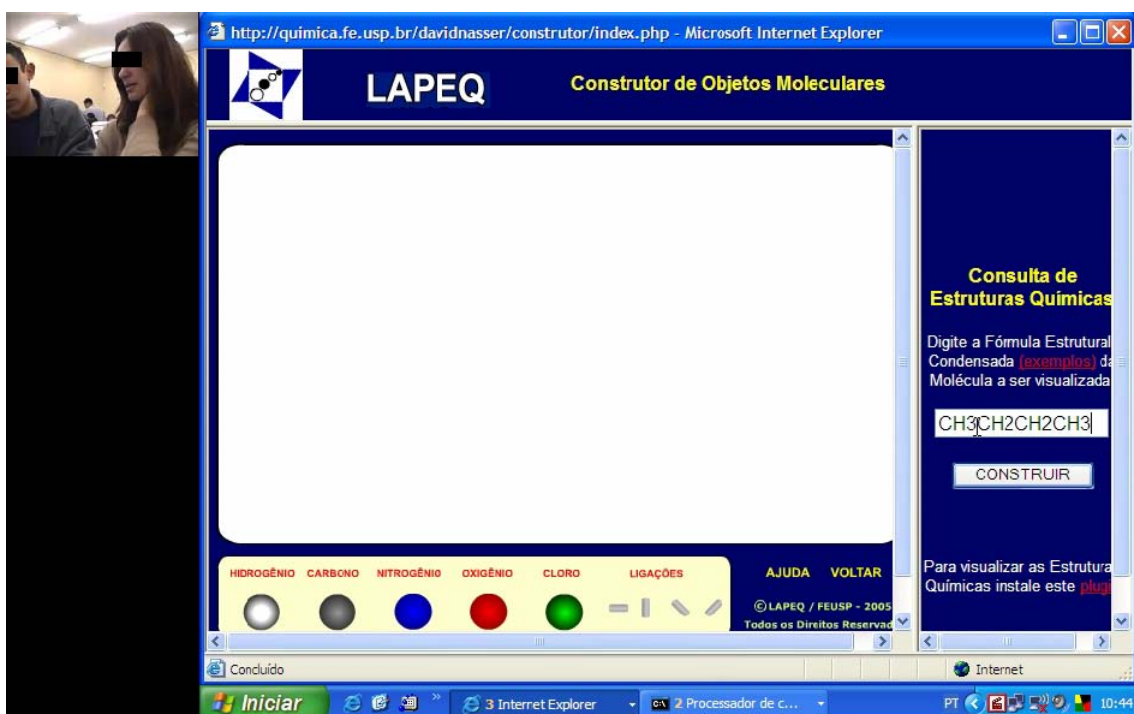 http://quimica.fe.usp.br/davidnasser/construtor/index.php - Microsoft Internet Explorer
LAPEQ
Construtor de Objetos Moleculares
Consulta de
Estruturas Químicas
Digite a Fórmula Estrutural
Condensada (exemplos) da
Molécula a ser visualizada
CH3CH2CH2CH3
CONSTRUIR
Para visualizar as Estrutura
Químicas instale este plugi
HIDROGÊNIO CARBONO NITROGÊNIO OXIGÊNIO CLORO LIGAÇÕES
AJUDA VOLTAR
©LAPEQ / FEUSP - 2005
Todos os Direitos Reservad
Concluído
Internet
Iniciar
3 Internet Explorer
2 Processador de c...
PT
10:44